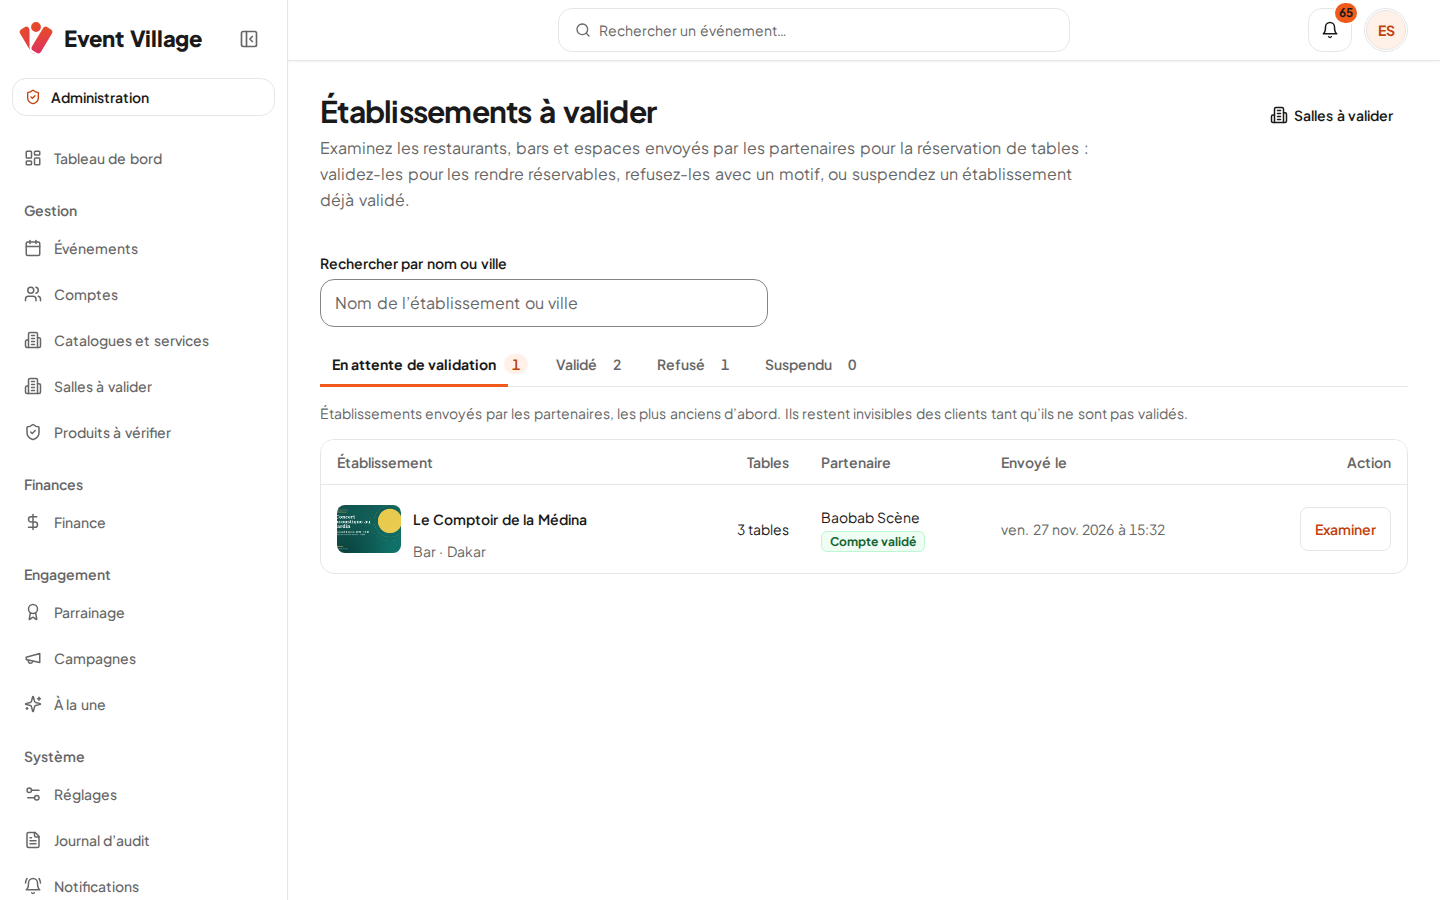 Event Village
Rechercher un événement…
65
ES
Administration
Tableau de bord
Gestion
Événements
Comptes
Catalogues et services
Salles à valider
Produits à vérifier
Finances
Finance
Engagement
Parrainage
Campagnes
À la une
Système
Réglages
Journal d’audit
Notifications
Établissements à valider
Salles à valider
Examinez les restaurants, bars et espaces envoyés par les partenaires pour la réservation de tables :
validez-les pour les rendre réservables, refusez-les avec un motif, ou suspendez un établissement
déjà validé.
Rechercher par nom ou ville
Nom de l’établissement ou ville
En attente de validation 1 Validé 2 Refusé 1 Suspendu 0
Établissements envoyés par les partenaires, les plus anciens d’abord. Ils restent invisibles des clients tant qu’ils ne sont pas validés.
Établissement Tables Partenaire Envoyé le Action
Concert
acoustique au
jardin
Le Comptoir de la Médina
Bar · Dakar
3 tables
Baobab Scène
Compte validé
ven. 27 nov. 2026 à 15:32
Examiner